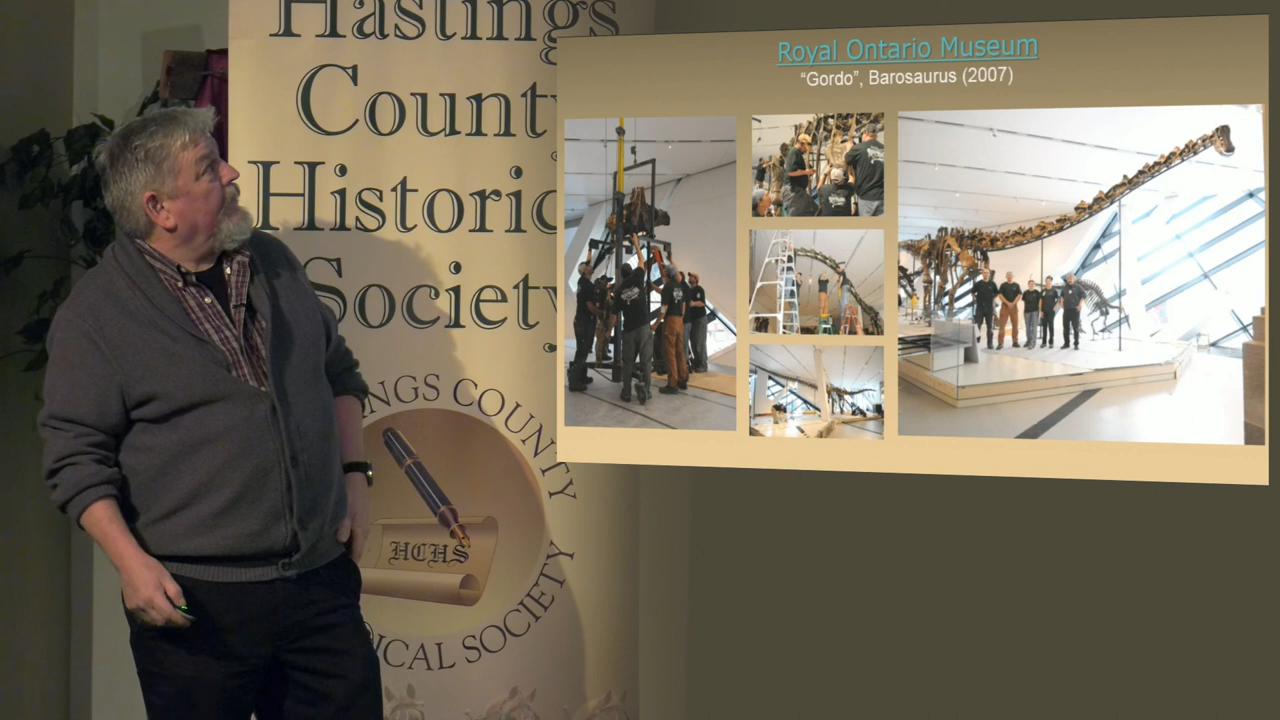 Hastings
County
Historic
Society
NGS COUNTY
HCHS
ICAL SOCIETY
Royal Ontario Museum
“Gordo”, Barosaurus (2007)